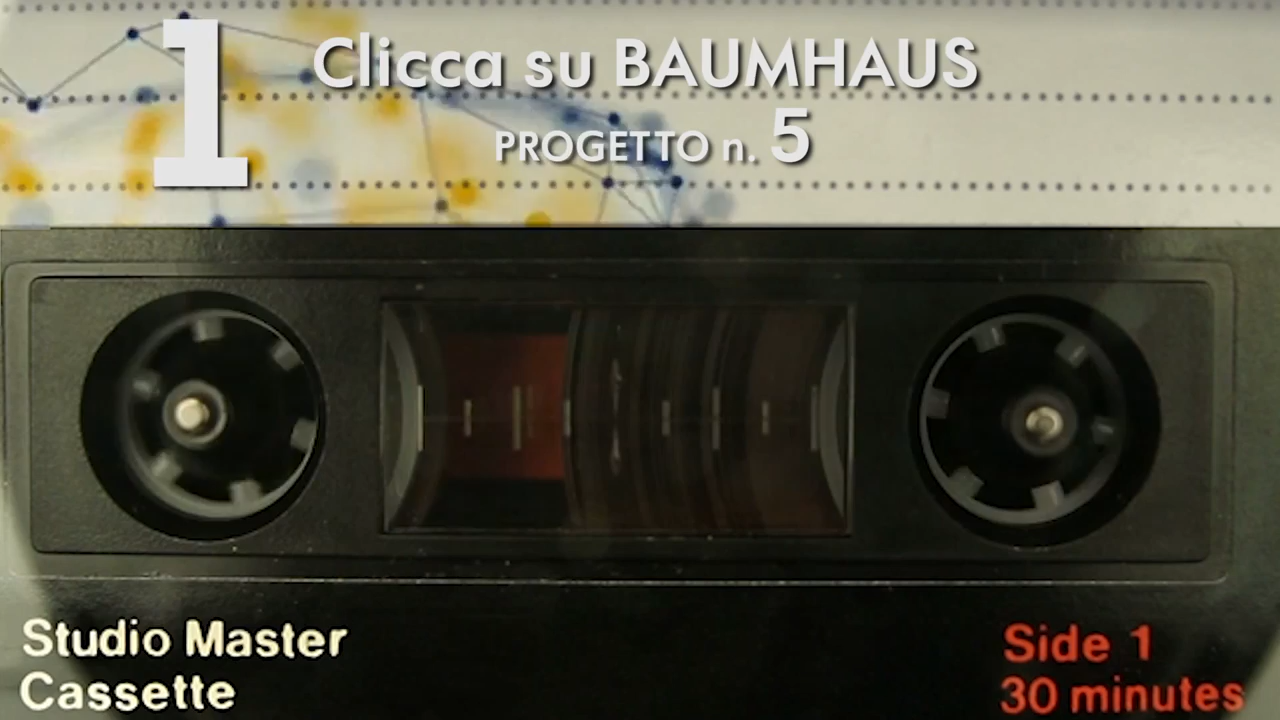 1
Clicca su BAUMHAUS
PROGETTO n. 5
Studio Master
Cassette
Side 1
30 minutes